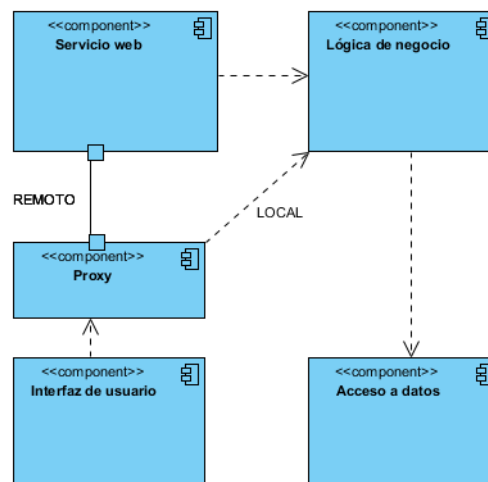 <<component>>
Servicio web
<<component>>
Lógica de negocio
REMOTO
LOCAL
<<component>>
Proxy
<<component>>
Interfaz de usuario
<<component>>
Acceso a datos